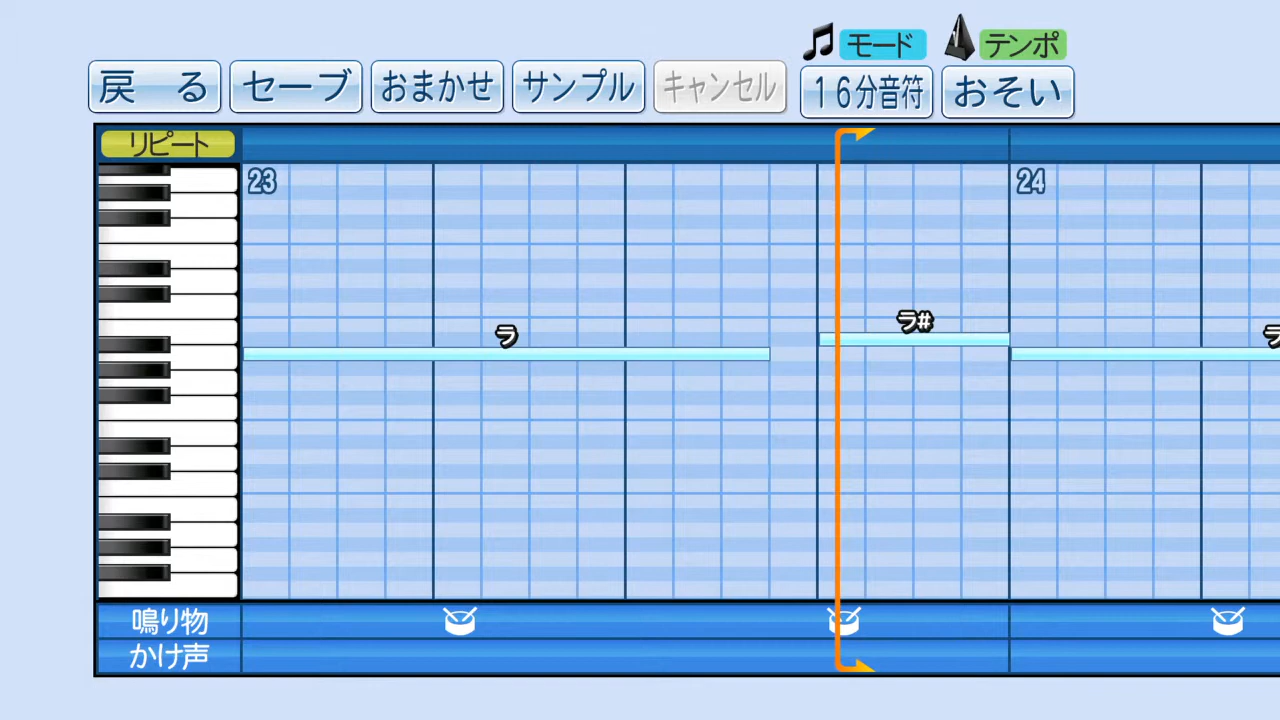 モード テンポ
戻 る セーブ おまかせ サンプル キャンセル 16分音符 おそい
リピート
23 24
ラ# 
ラ ラ
鳴り物
かけ声